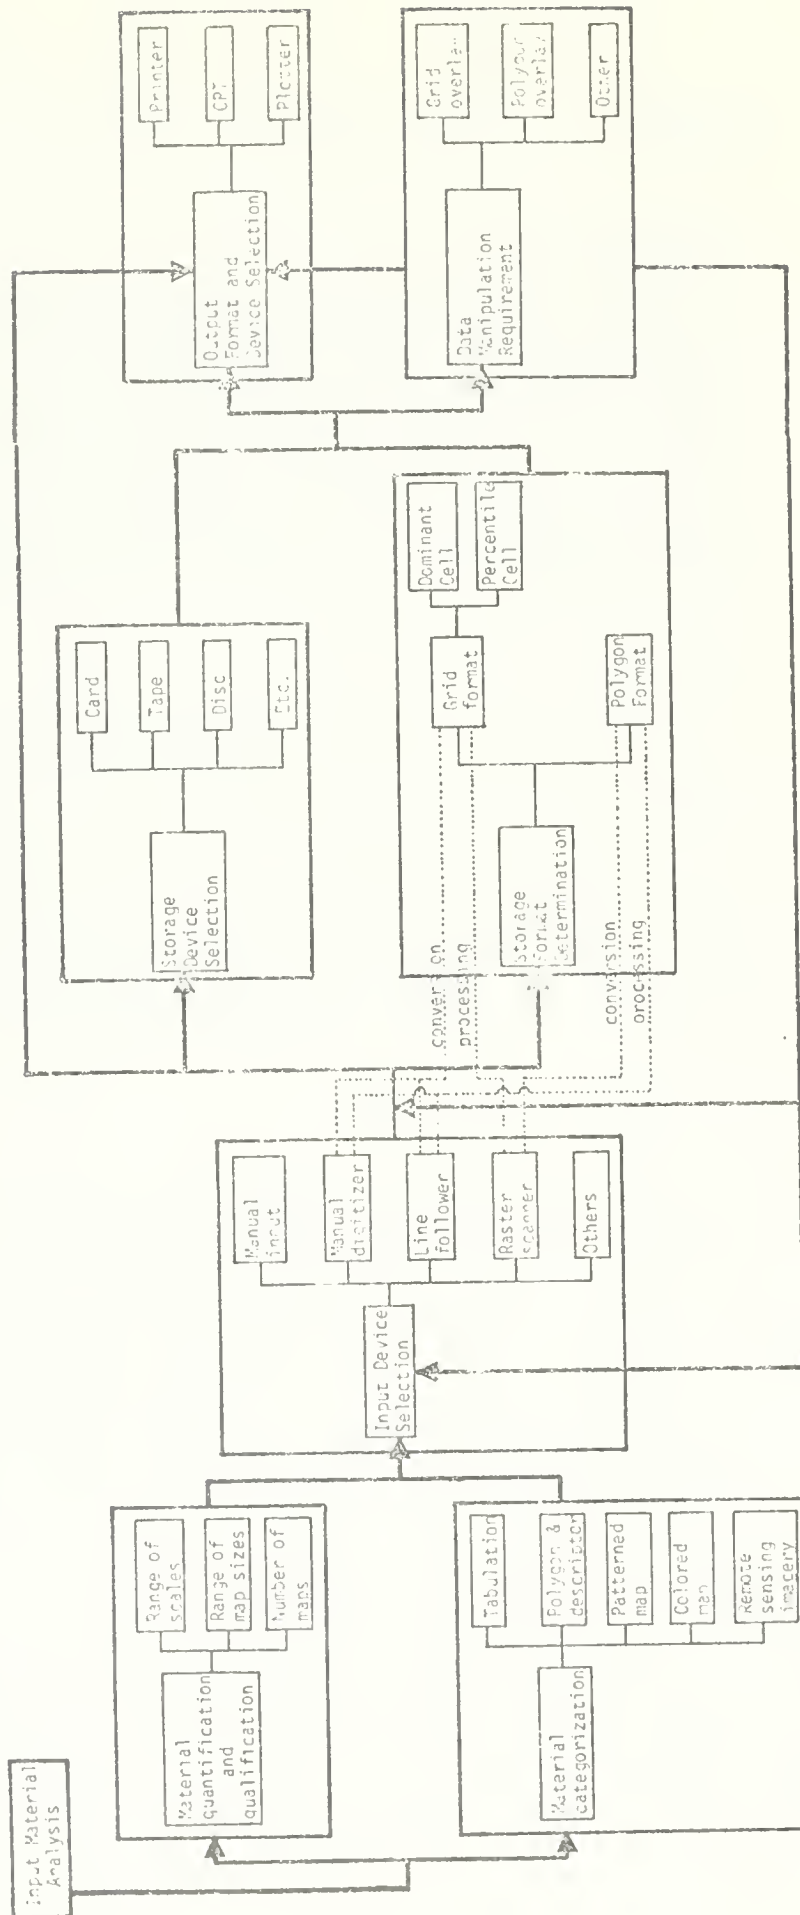 Input Material
Analysis
Material
quantification
and
qualification
Range of
scales
Range of
map sizes
Number of
maps
Material
categorization
Tabulation
Polygon &
descriptor
Patterned
map
Colored
map
Remote
sensing
imagery
Input Device
Selection
Manual
input
Manual
digitizer
Line
follower
Raster
scanner
Others
conversion
processing
conversion
processing
Storage
Device
Selection
Card
Tape
Disc
Etc.
Storage
Format
Determination
Grid
format
Dominant
Cell
Percentile
Cell
Polygon
Format
Output
Format and
Device Selection
Printer
CRT
Plotter
Data
Manipulation
Requirement
Grid
overlay
Polygon
overlay
Other